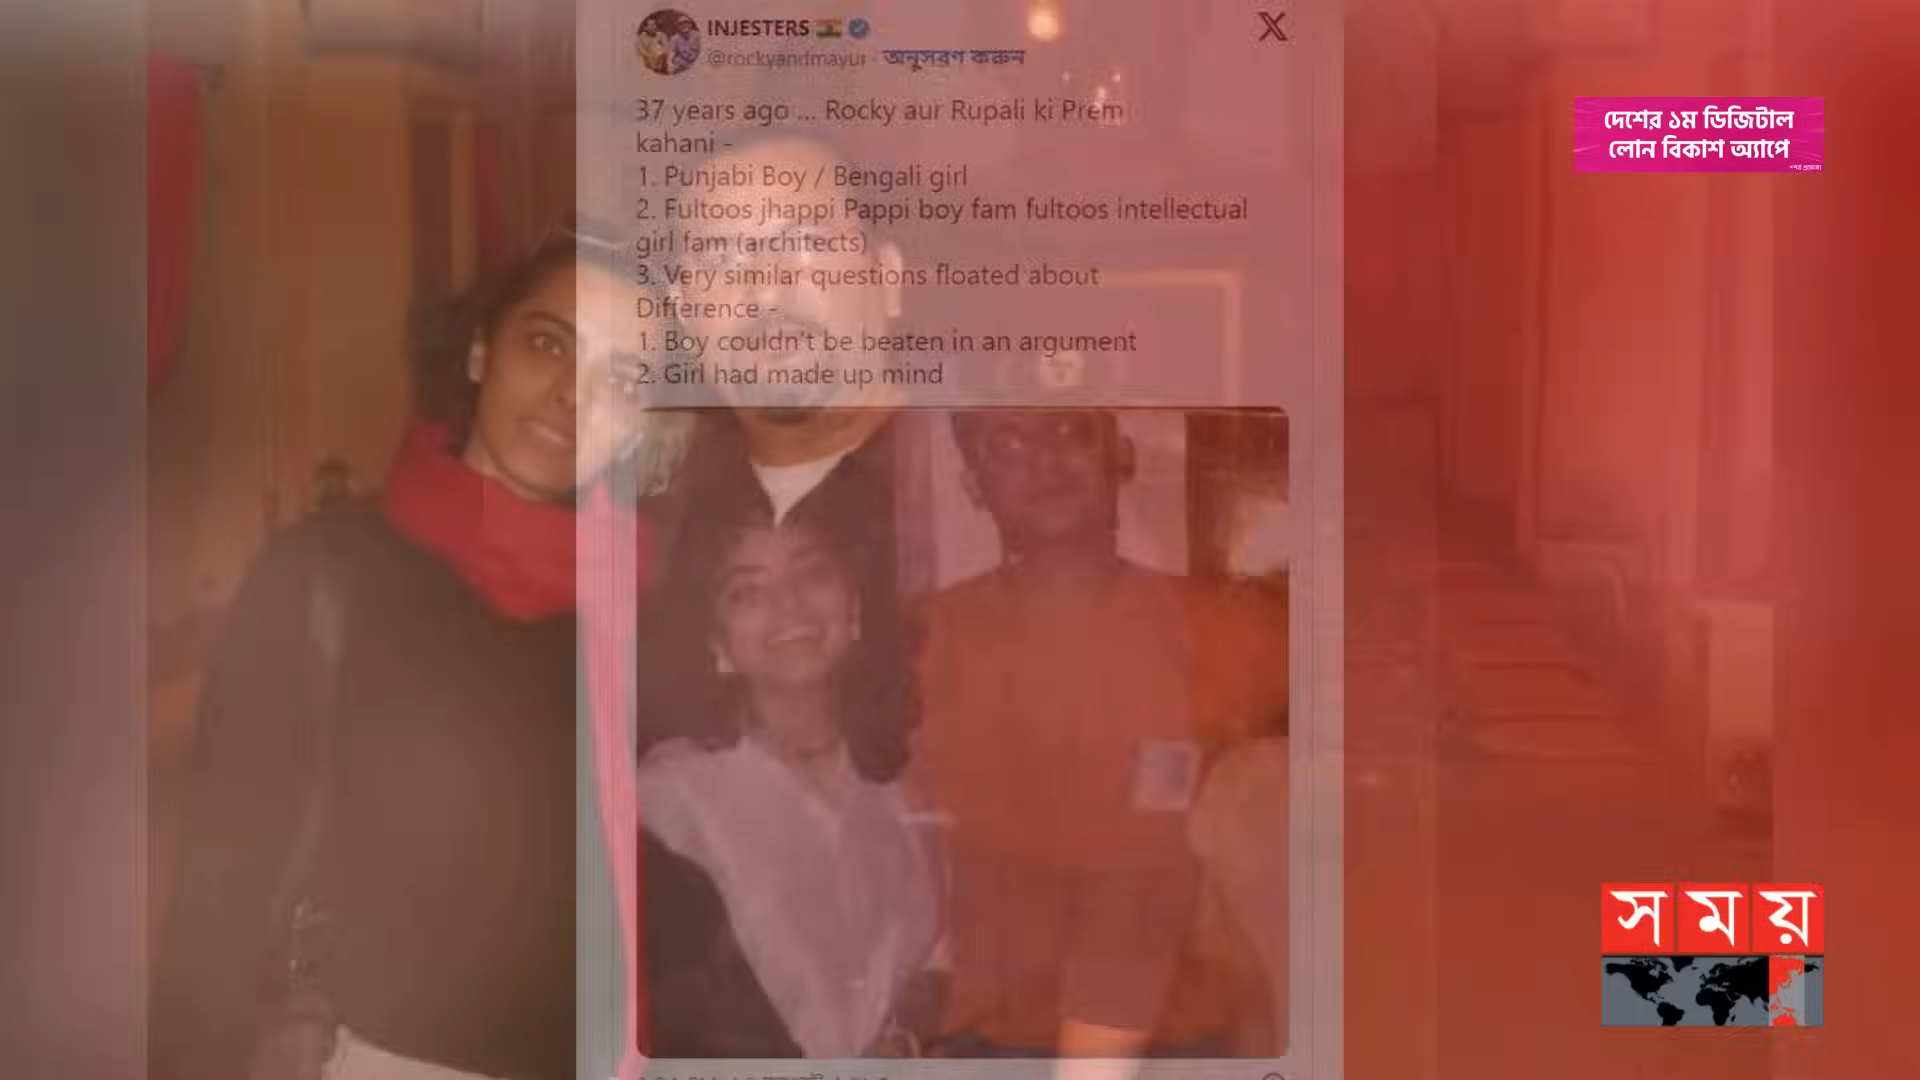 INJESTERS
@rockyandmayur · অনুসরণ করুন
37 years ago ... Rocky aur Rupali ki Prem
kahani -
1. Punjabi Boy / Bengali girl
2. Fultoos jhappi Pappi boy fam fultoos intellectual
girl fam (architects)
3. Very similar questions floated about
Difference -
1. Boy couldn't be beaten in an argument
2. Girl had made up mind
দেশের ১ম ডিজিটাল
লোন বিকাশ অ্যাপে
সময়